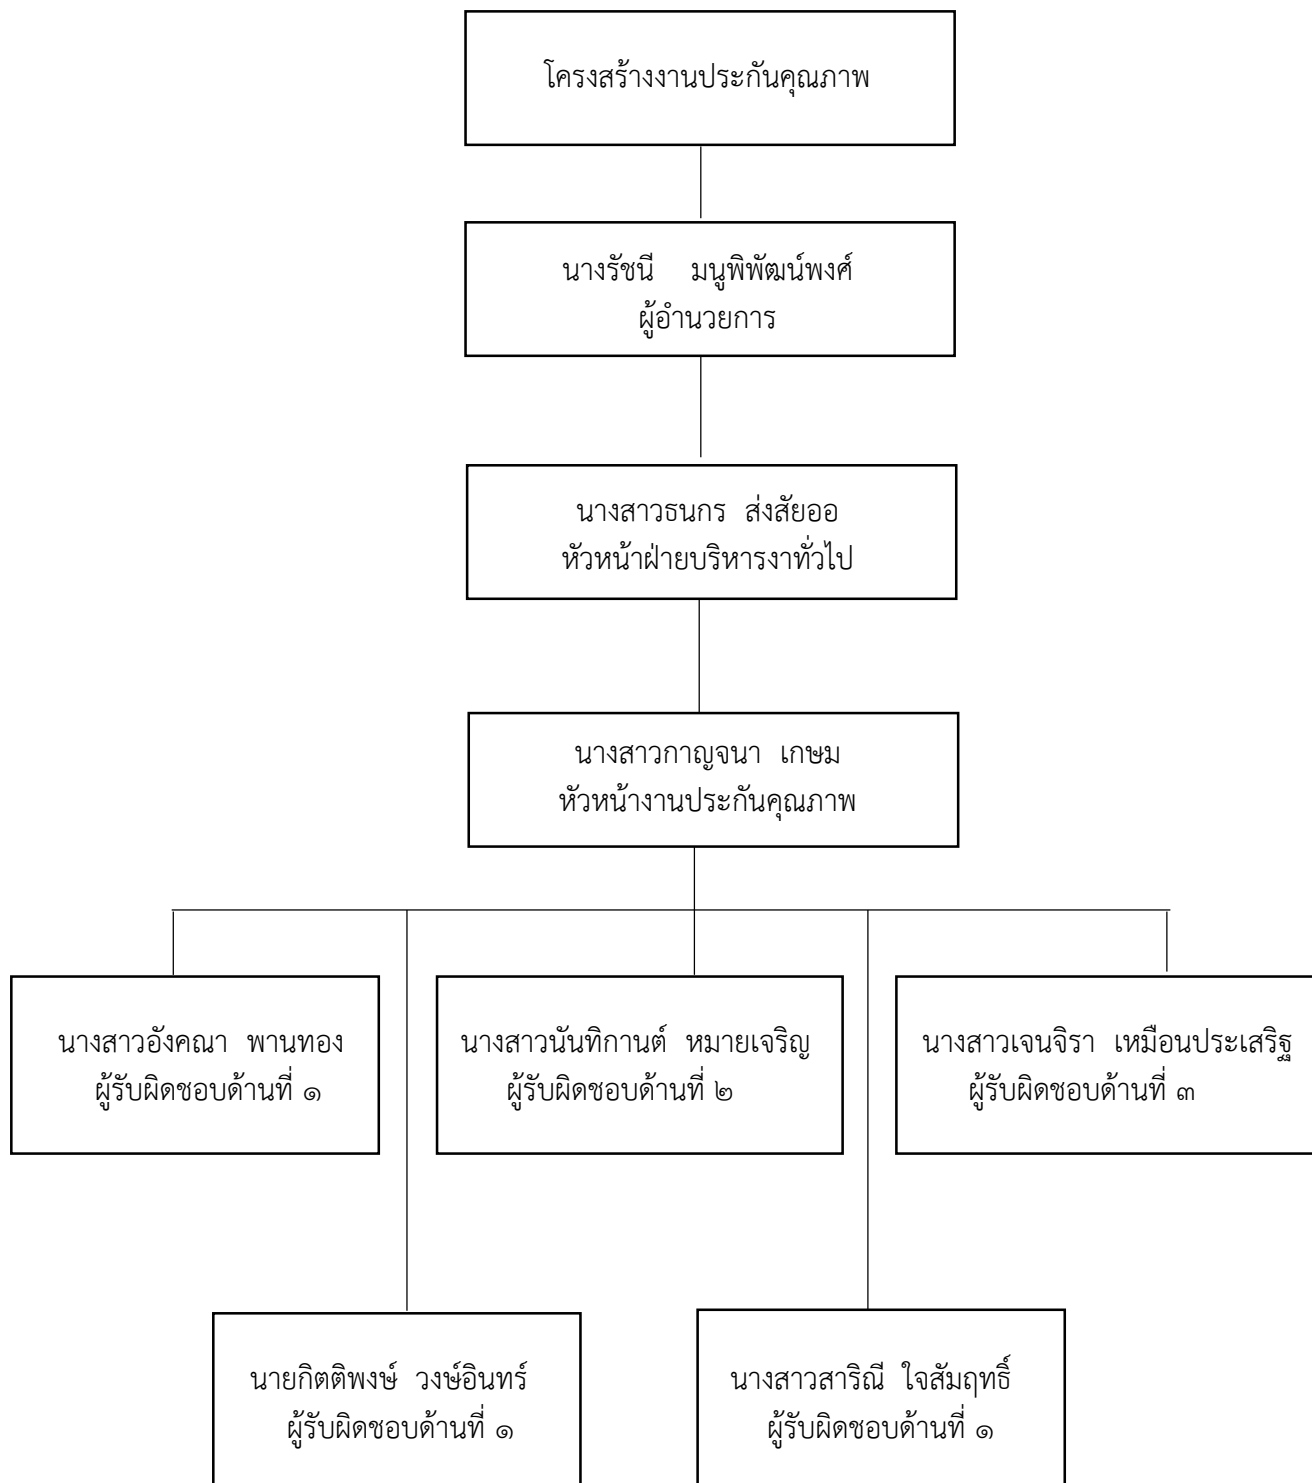 โครงสร้างงานประกันคุณภาพ
นางรัชนี มนูพิพัฒน์พงศ์
ผู้อำนวยการ
นางสาวธนกร ส่งสัยออ
หัวหน้าฝ่ายบริหารงาทั่วไป
นางสาวกาญจนา เกษม
หัวหน้างานประกันคุณภาพ
นางสาวอังคณา พานทอง
ผู้รับผิดชอบด้านที่ ๑
นางสาวนันทิกานต์ หมายเจริญ
ผู้รับผิดชอบด้านที่ ๒
นางสาวเจนจิรา เหมือนประเสริฐ
ผู้รับผิดชอบด้านที่ ๓
นายกิตติพงษ์ วงษ์อินทร์
ผู้รับผิดชอบด้านที่ ๑
นางสาวสาริณี ใจสัมฤทธิ์
ผู้รับผิดชอบด้านที่ ๑